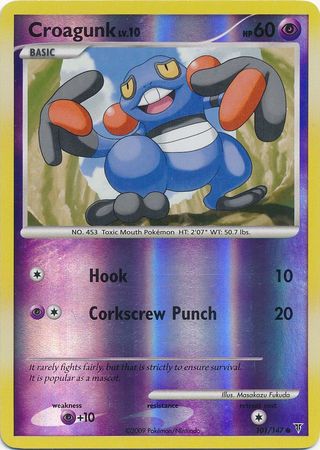 Croagunk LV.10 HP 60
BASIC
NO. 453 Toxic Mouth Pokémon HT: 2'07" WT: 50.7 lbs.
Hook 10
Corkscrew Punch 20
It rarely fights fairly, but that is strictly to ensure survival.
It is popular as a mascot.
Illus. Masakazu Fukuda
weakness resistance retreat cost
+10
©2009 Pokémon/Nintendo 101/147